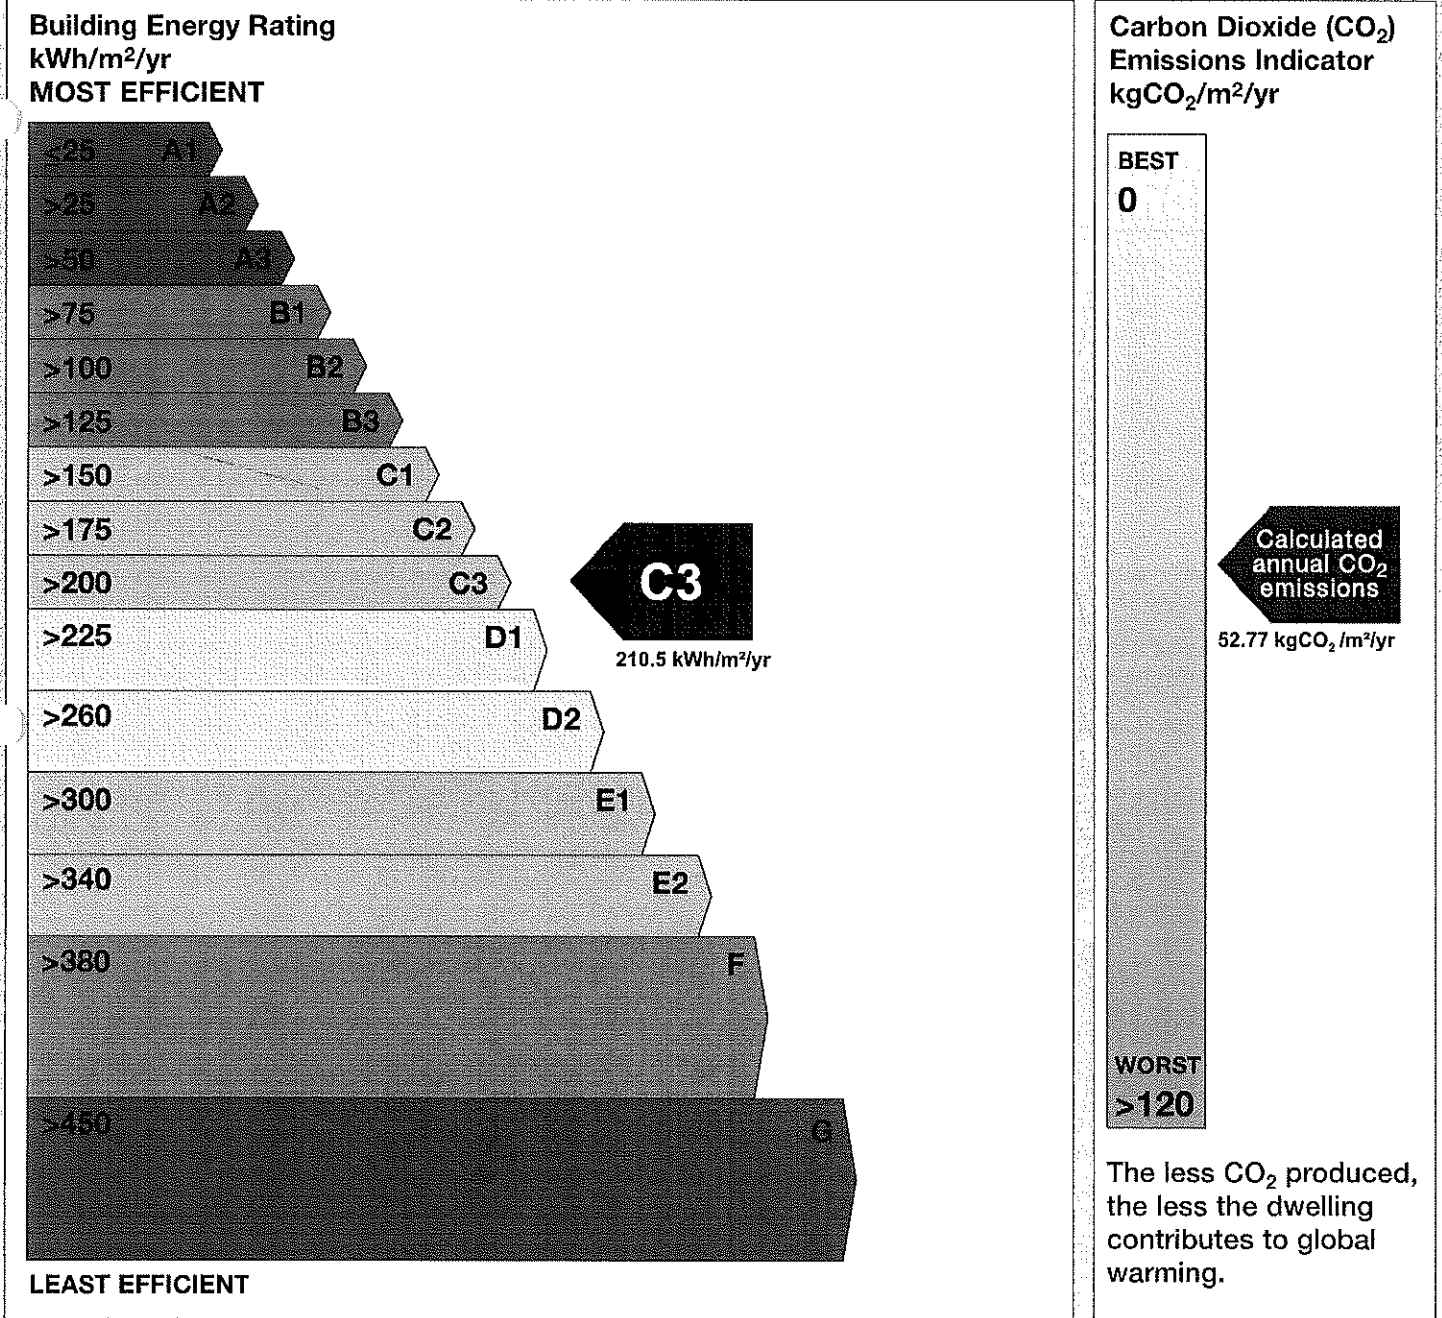 Building Energy Rating
kWh/m²/yr
MOST EFFICIENT
≤25 A1
>25 A2
>50 A3
>75 B1
>100 B2
>125 B3
>150 C1
>175 C2
>200 C3
>225 D1
>260 D2
>300 E1
>340 E2
>380 F
>450 G
LEAST EFFICIENT
C3
210.5 kWh/m²/yr
Carbon Dioxide (CO₂)
Emissions Indicator
kgCO₂/m²/yr
BEST
0
Calculated
annual CO₂
emissions
52.77 kgCO₂ /m²/yr
WORST
>120
The less CO₂ produced,
the less the dwelling
contributes to global
warming.